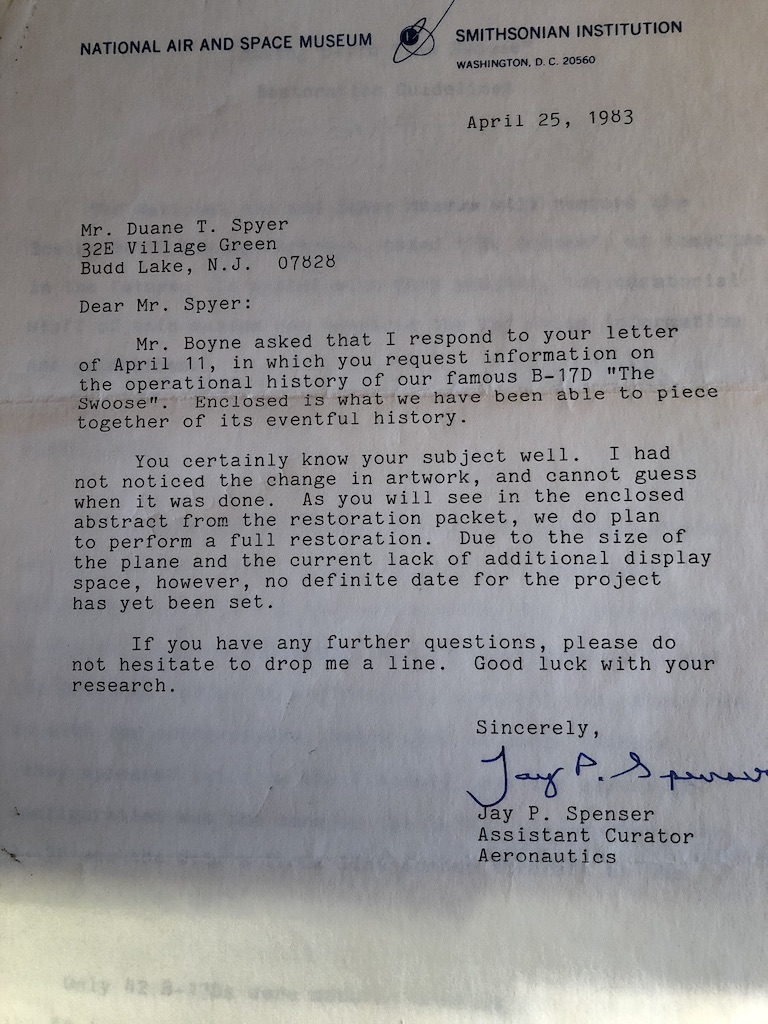 NATIONAL AIR AND SPACE MUSEUM
SMITHSONIAN INSTITUTION
WASHINGTON, D. C. 20560
Restoration Guidelines
April 25, 1983
Mr. Duane T. Spyer
32E Village Green
Budd Lake, N.J. 07828
Dear Mr. Spyer:
Mr. Boyne asked that I respond to your letter
of April 11, in which you request information on
the operational history of our famous B-17D "The
Swoose". Enclosed is what we have been able to piece
together of its eventful history.
You certainly know your subject well. I had
not noticed the change in artwork, and cannot guess
when it was done. As you will see in the enclosed
abstract from the restoration packet, we do plan
to perform a full restoration. Due to the size of
the plane and the current lack of additional display
space, however, no definite date for the project
has yet been set.
If you have any further questions, please do
not hesitate to drop me a line. Good luck with your
research.
Sincerely,
Jay P. Spenser
Jay P. Spenser
Assistant Curator
Aeronautics
Only 42 B-17Ds were